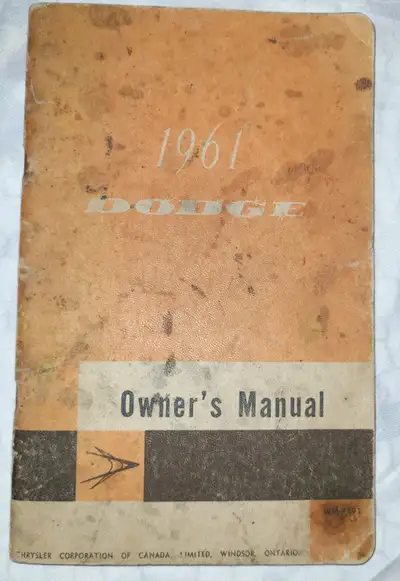 1961
DODGE
Owner's Manual
CHRYSLER CORPORATION OF CANADA, LIMITED, WINDSOR, ONTARIO